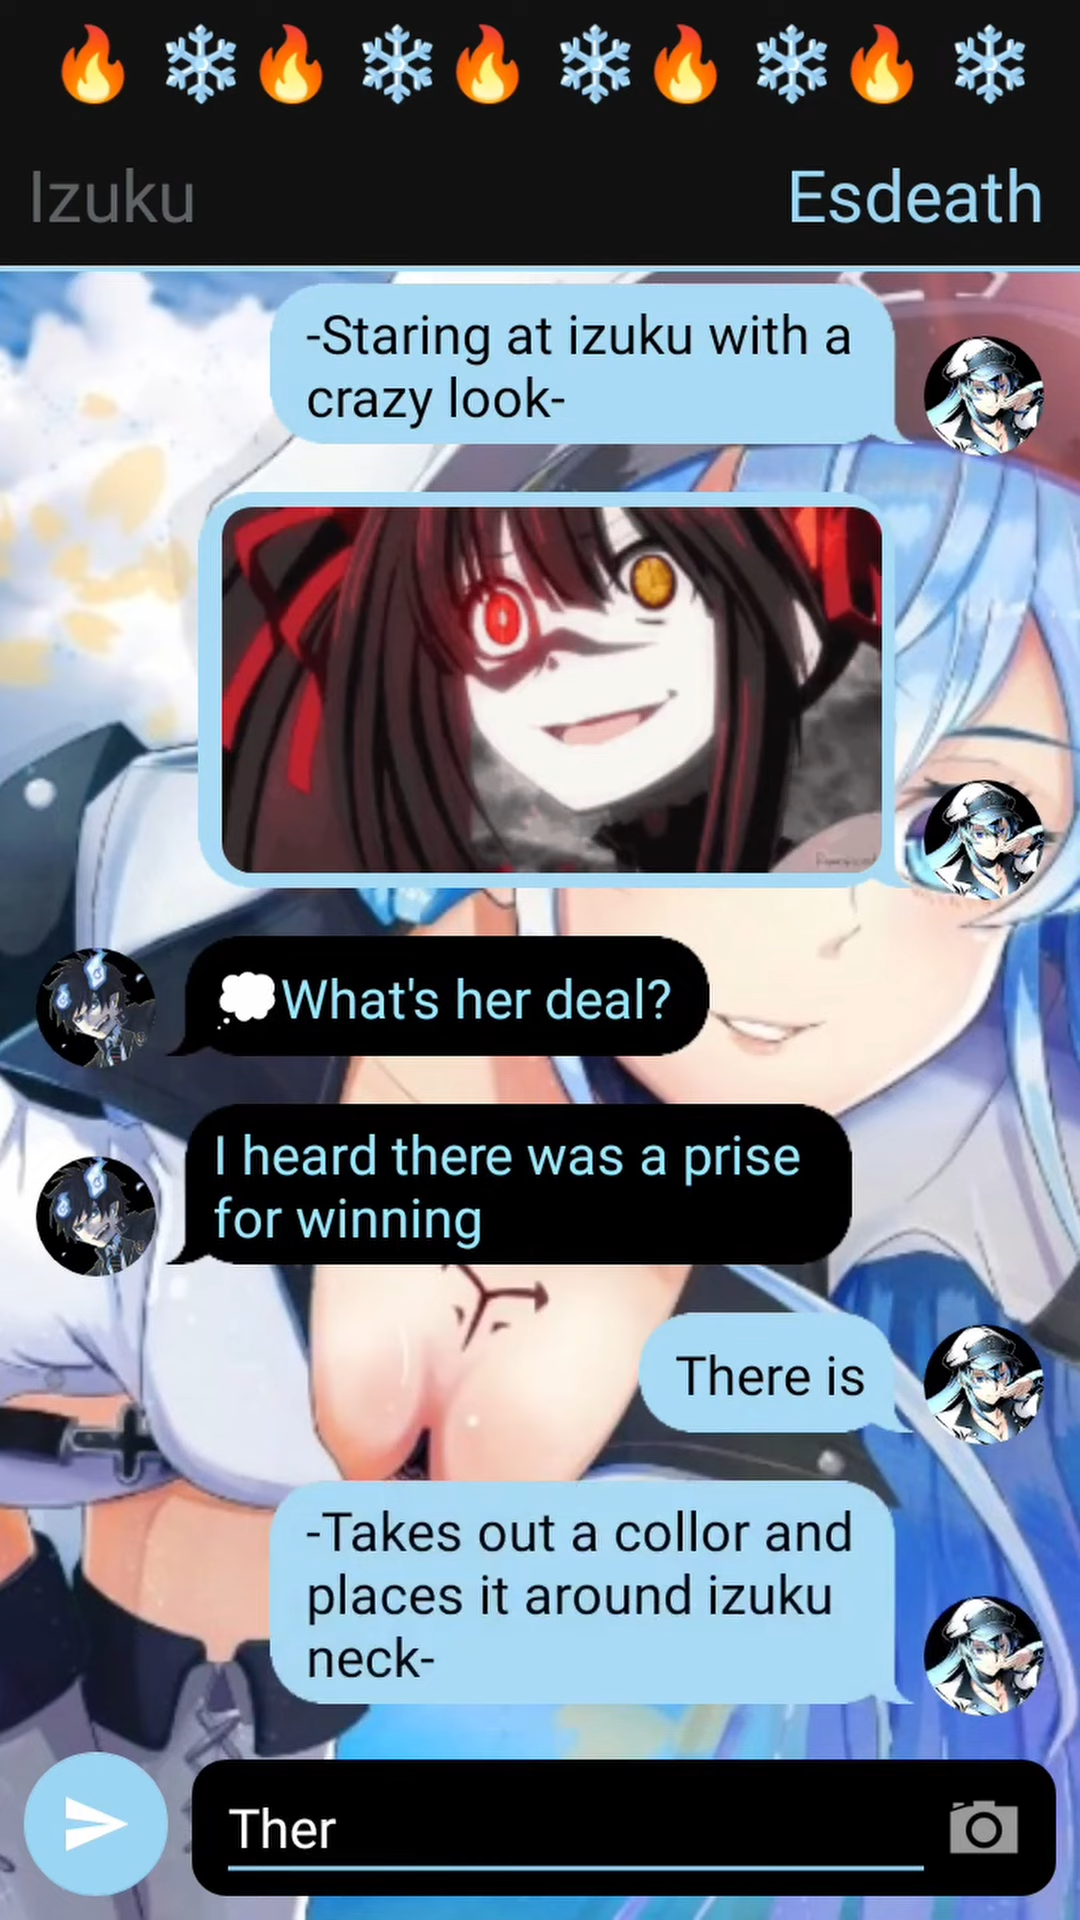 🔥 ❄️🔥 ❄️🔥 ❄️🔥 ❄️🔥 ❄️
Izuku
Esdeath
-Staring at izuku with a
crazy look-
💭What's her deal?
I heard there was a prise
for winning
There is
-Takes out a collor and
places it around izuku
neck-
Ther